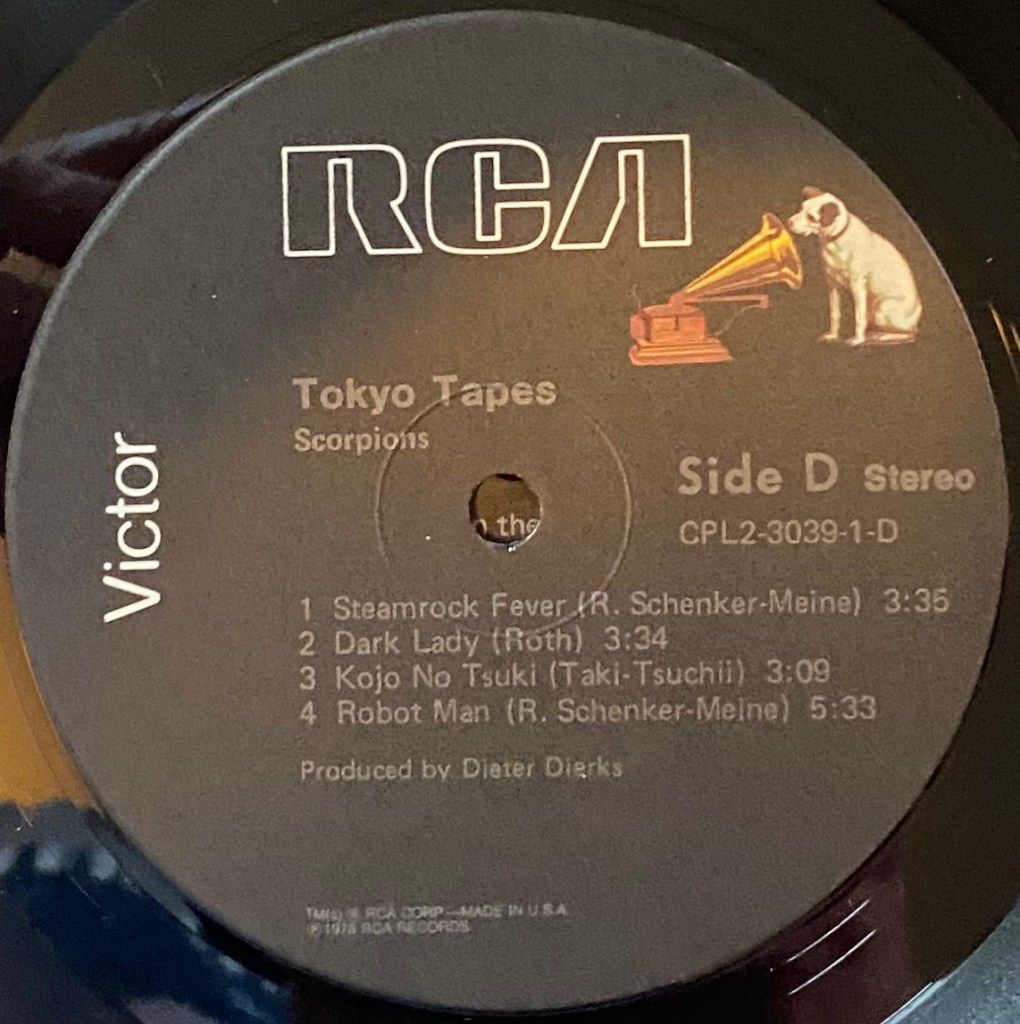 RCA
Victor
Tokyo Tapes
Scorpions
Side D Stereo
CPL2-3039-1-D
the
1 Steamrock Fever (R. Schenker-Meine) 3:35
2 Dark Lady (Roth) 3:34
3 Kojo No Tsuki (Taki-Tsuchii) 3:09
4 Robot Man (R. Schenker-Meine) 5:33
Produced by Dieter Dierks
TM(s) ® RCA CORP—MADE IN U.S.A.
℗ 1978 RCA RECORDS